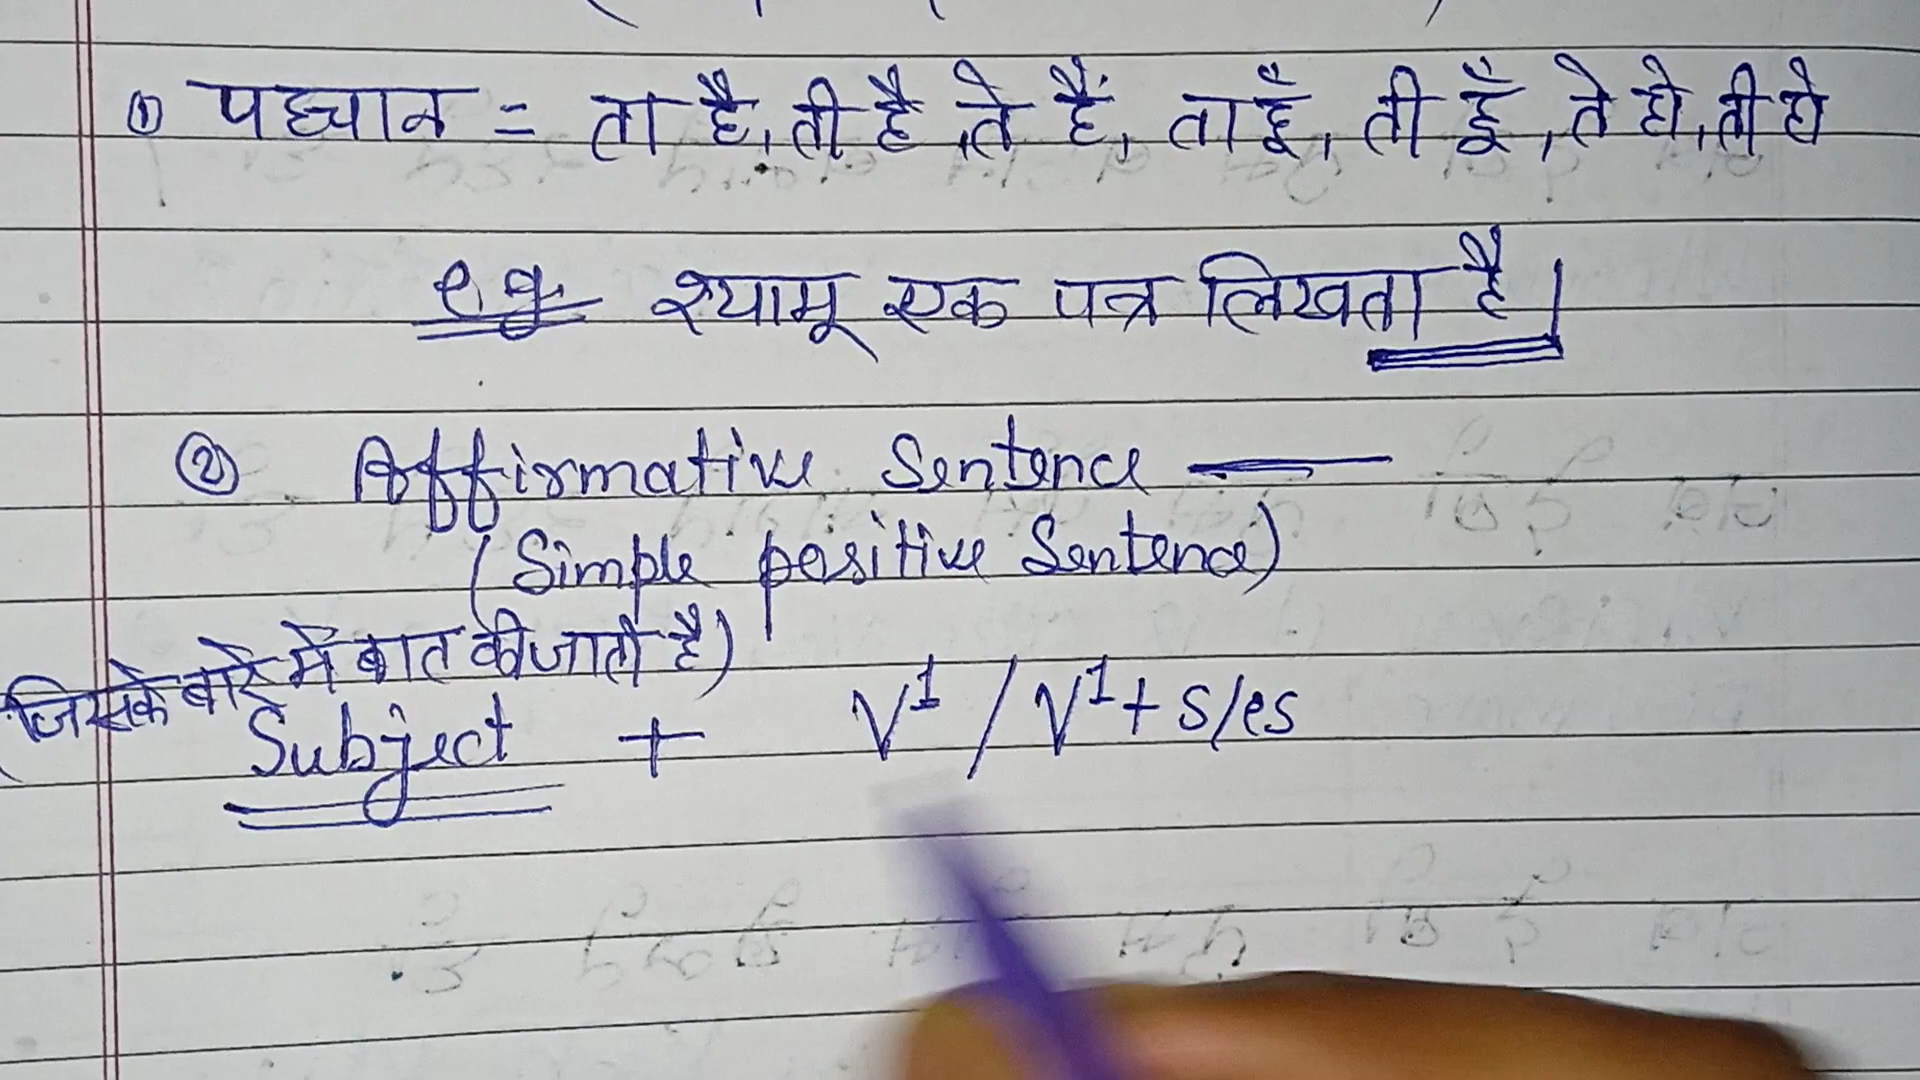 ① पहचान = ता है, ती है, ते हैं, ता हूँ, ती हूँ, ते हो, ती हो
e.g. श्यामू एक पत्र लिखता है।
② Affirmative Sentence —
(Simple positive Sentence)
(जिसके बारे में बात की जाती है)
Subject + V¹ / V¹ + s/es